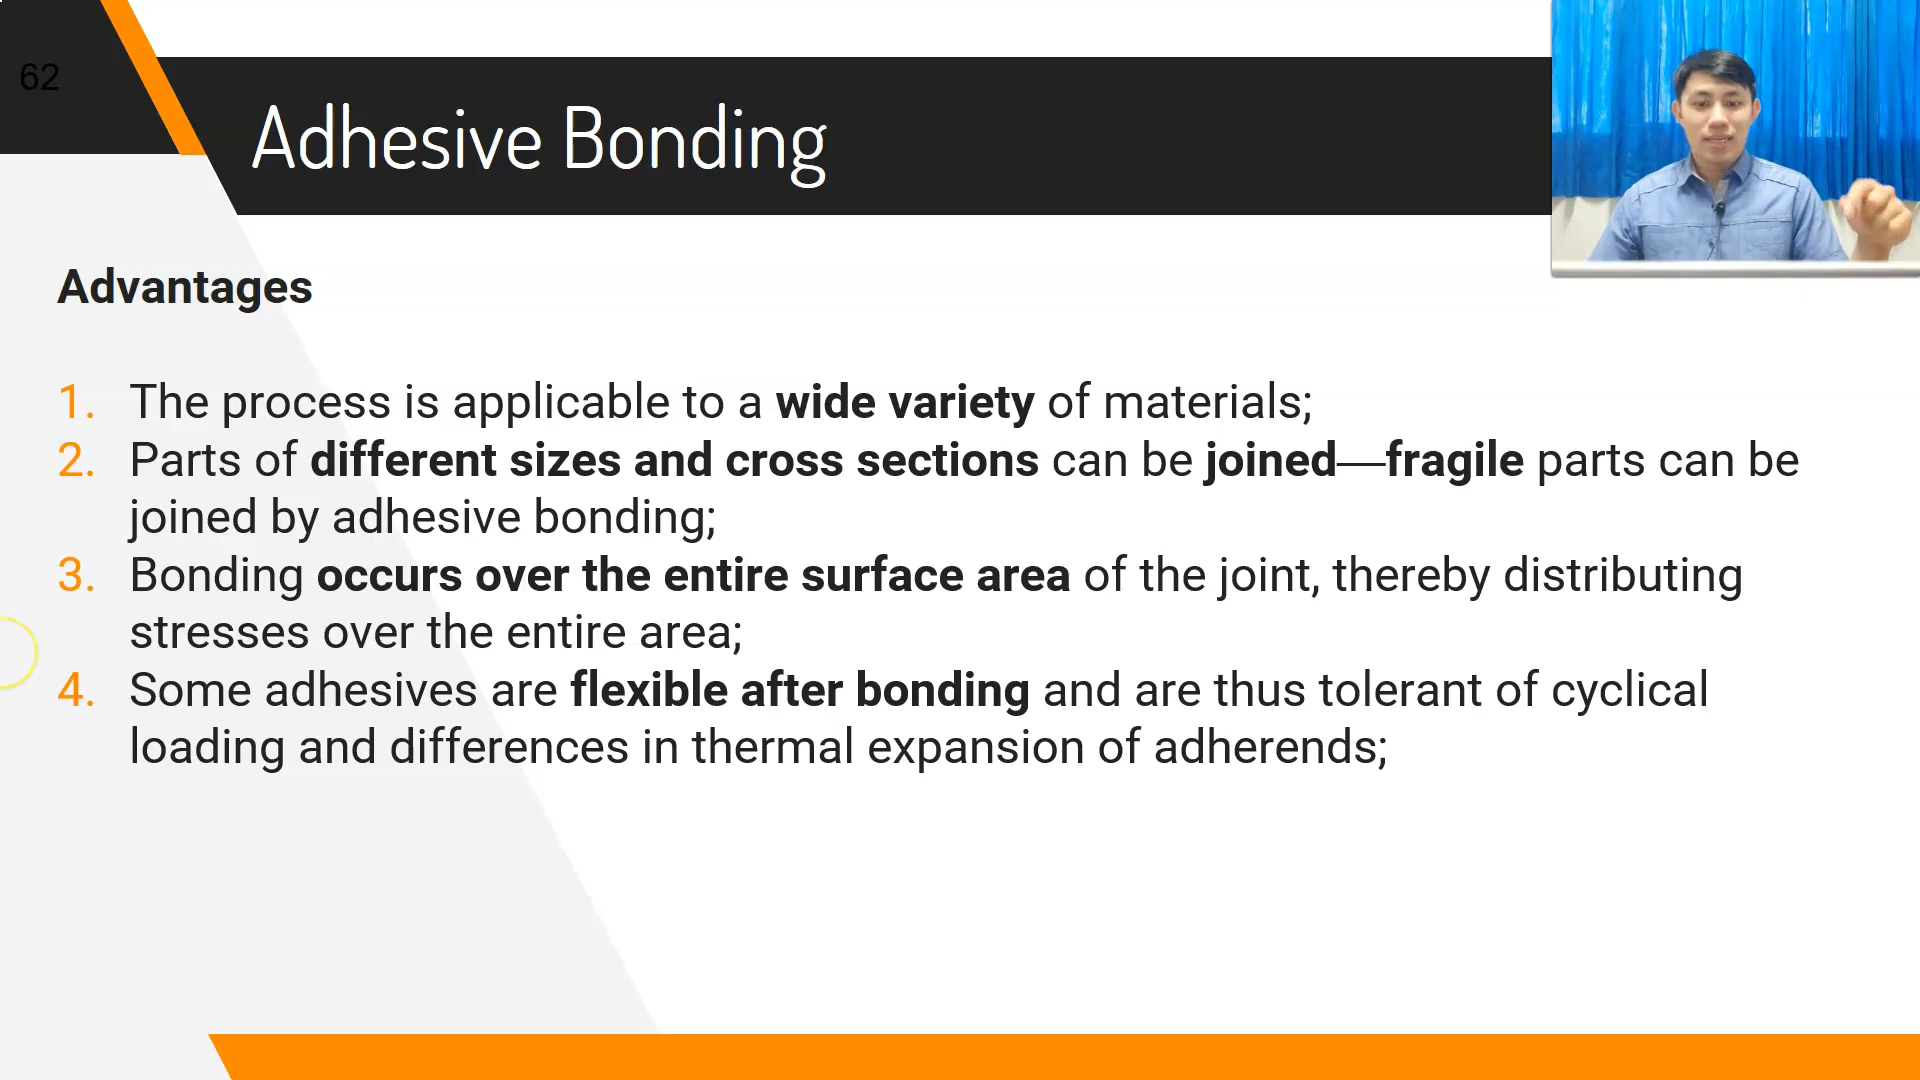 62
Adhesive Bonding
Advantages
1. The process is applicable to a wide variety of materials;
2. Parts of different sizes and cross sections can be joined—fragile parts can be
joined by adhesive bonding;
3. Bonding occurs over the entire surface area of the joint, thereby distributing
stresses over the entire area;
4. Some adhesives are flexible after bonding and are thus tolerant of cyclical
loading and differences in thermal expansion of adherends;